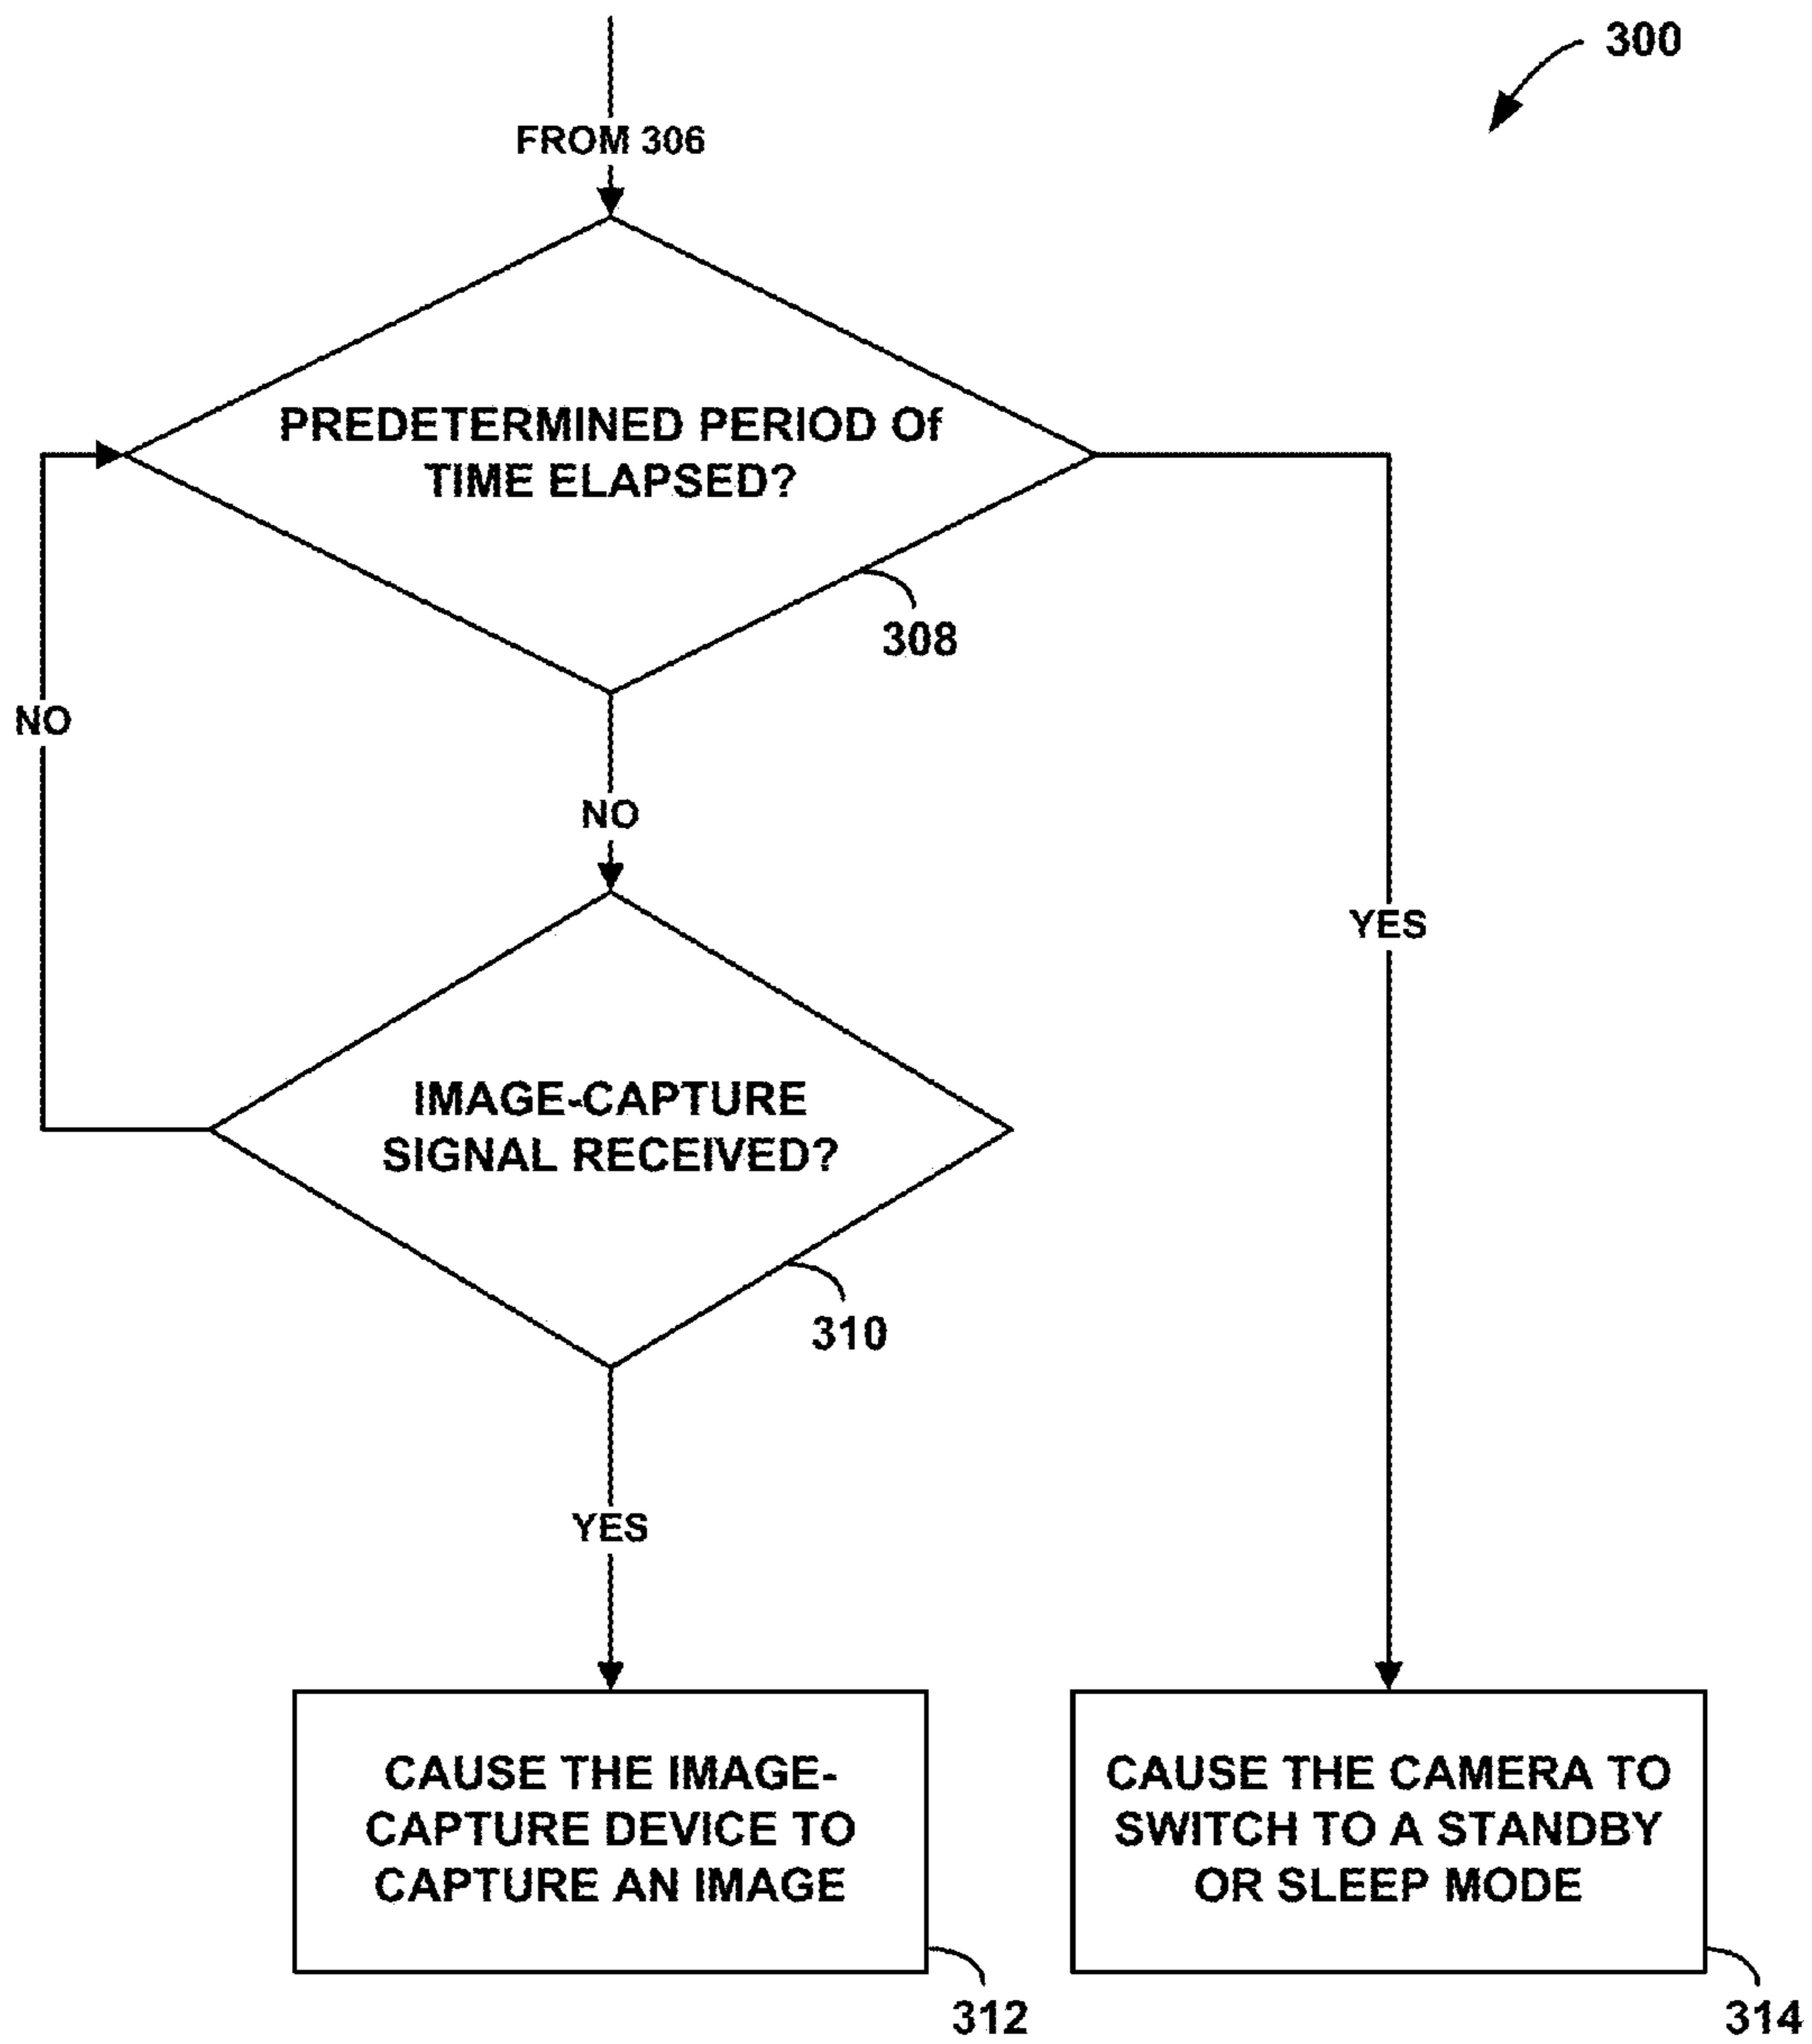 300
FROM 306
PREDETERMINED PERIOD Of
TIME ELAPSED?
308
NO
NO
YES
IMAGE-CAPTURE
SIGNAL RECEIVED?
310
YES
CAUSE THE IMAGE-
CAPTURE DEVICE TO
CAPTURE AN IMAGE
312
CAUSE THE CAMERA TO
SWITCH TO A STANDBY
OR SLEEP MODE
314